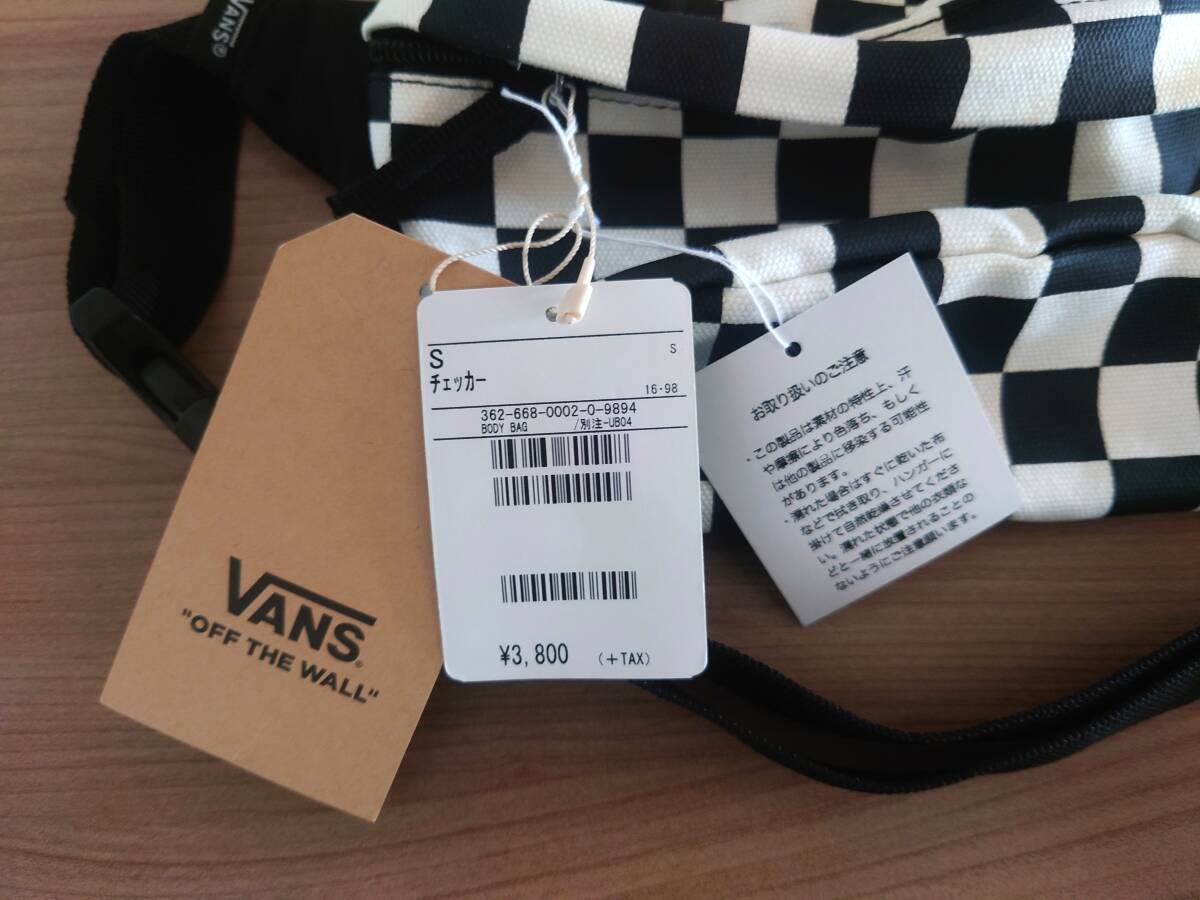 VANS®
VANS®
"OFF THE WALL"
S
S
チェッカー
16-98
362-668-0002-0-9894
BODY BAG /別注-UB04
¥3,800 (+TAX)
お取り扱いのご注意
・この製品は素材の特性上、汗
や摩擦により色落ち、もしく
は他の製品に移染する可能性
があります。
・濡れた場合はすぐに乾いた布
などで拭き取り、ハンガーに
掛けて自然乾燥させてくださ
い。濡れた状態で他の衣類な
どと一緒に放置されることの
ないようにご注意願います。